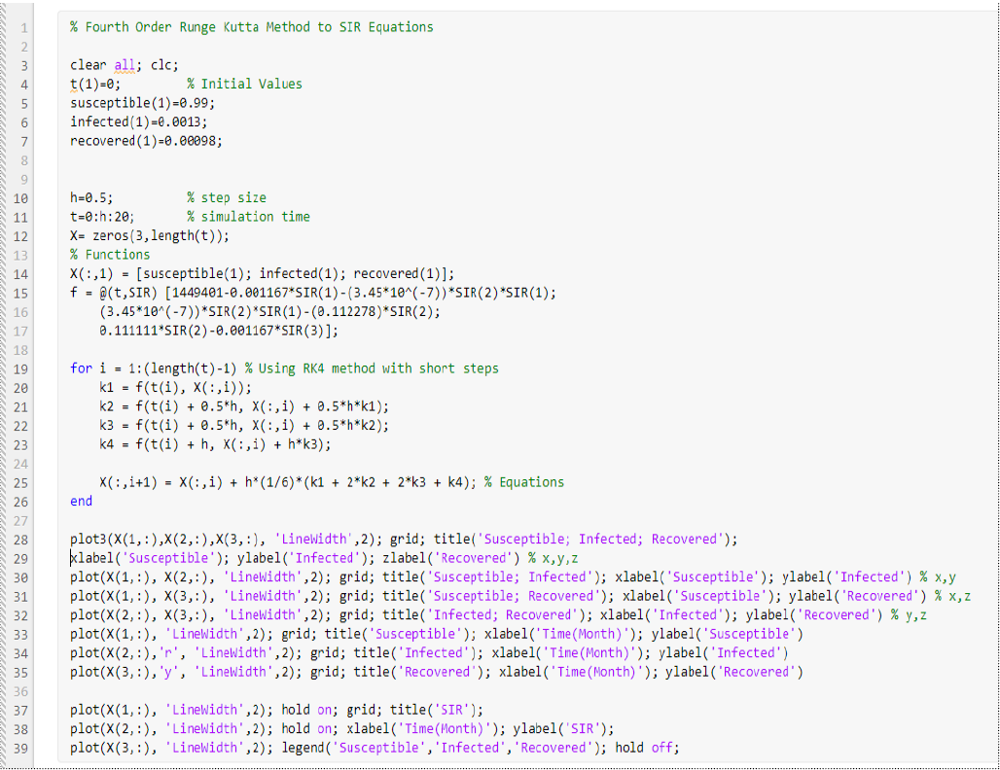 1 % Fourth Order Runge Kutta Method to SIR Equations
2
3 clear all; clc;
4 t(1)=0; % Initial Values
5 susceptible(1)=0.99;
6 infected(1)=0.0013;
7 recovered(1)=0.00098;
8
9
10 h=0.5; % step size
11 t=0:h:20; % simulation time
12 X= zeros(3,length(t));
13 % Functions
14 X(:,1) = [susceptible(1); infected(1); recovered(1)];
15 f = @(t,SIR) [1449401-0.001167*SIR(1)-(3.45*10^(-7))*SIR(2)*SIR(1);
16 (3.45*10^(-7))*SIR(2)*SIR(1)-(0.112278)*SIR(2);
17 0.111111*SIR(2)-0.001167*SIR(3)];
18
19 for i = 1:(length(t)-1) % Using RK4 method with short steps
20 k1 = f(t(i), X(:,i));
21 k2 = f(t(i) + 0.5*h, X(:,i) + 0.5*h*k1);
22 k3 = f(t(i) + 0.5*h, X(:,i) + 0.5*h*k2);
23 k4 = f(t(i) + h, X(:,i) + h*k3);
24
25 X(:,i+1) = X(:,i) + h*(1/6)*(k1 + 2*k2 + 2*k3 + k4); % Equations
26 end
27
28 plot3(X(1,:),X(2,:),X(3,:), 'LineWidth',2); grid; title('Susceptible; Infected; Recovered');
29 xlabel('Susceptible'); ylabel('Infected'); zlabel('Recovered') % x,y,z
30 plot(X(1,:), X(2,:), 'LineWidth',2); grid; title('Susceptible; Infected'); xlabel('Susceptible'); ylabel('Infected') % x,y
31 plot(X(1,:), X(3,:), 'LineWidth',2); grid; title('Susceptible; Recovered'); xlabel('Susceptible'); ylabel('Recovered') % x,z
32 plot(X(2,:), X(3,:), 'LineWidth',2); grid; title('Infected; Recovered'); xlabel('Infected'); ylabel('Recovered') % y,z
33 plot(X(1,:), 'LineWidth',2); grid; title('Susceptible'); xlabel('Time(Month)'); ylabel('Susceptible')
34 plot(X(2,:),'r', 'LineWidth',2); grid; title('Infected'); xlabel('Time(Month)'); ylabel('Infected')
35 plot(X(3,:),'y', 'LineWidth',2); grid; title('Recovered'); xlabel('Time(Month)'); ylabel('Recovered')
36
37 plot(X(1,:), 'LineWidth',2); hold on; grid; title('SIR');
38 plot(X(2,:), 'LineWidth',2); hold on; xlabel('Time(Month)'); ylabel('SIR');
39 plot(X(3,:), 'LineWidth',2); legend('Susceptible','Infected','Recovered'); hold off;